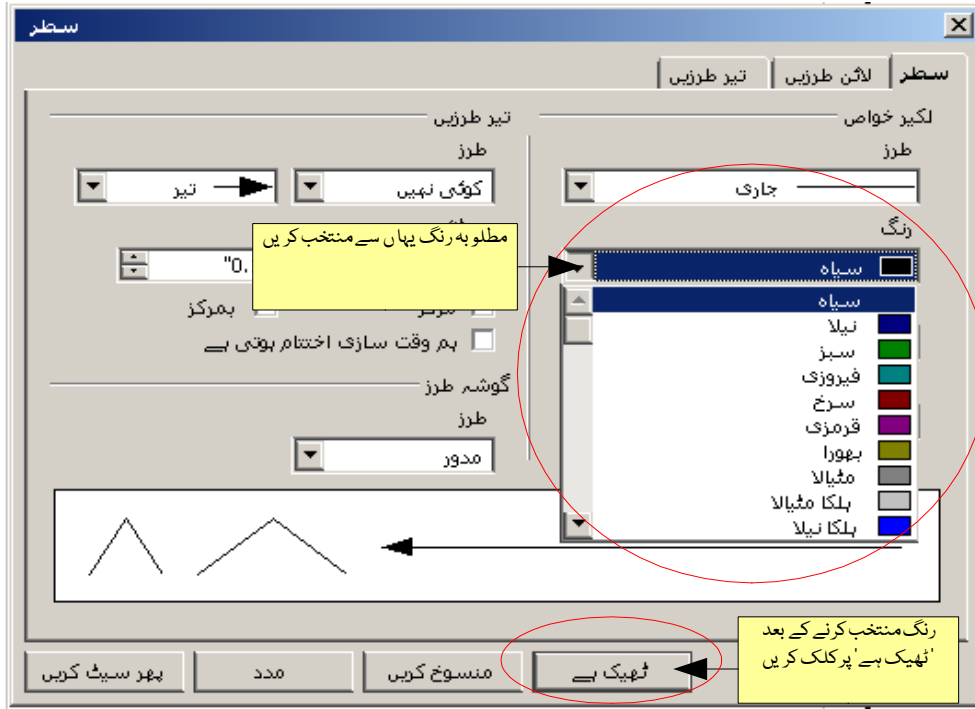 سطر
سطر
لائن طرزیں
تیر طرزیں
لکیر خواص
طرز
جاری
رنگ
سیاہ
سیاہ
نیلا
سبز
فیروزی
سرخ
قرمزی
بھورا
مٹیالا
ہلکا مٹیالا
ہلکا نیلا
تیر طرزیں
طرز
کوئی نہیں
تیر
مطلوبہ رنگ یہاں سے منتخب کریں
بمرکز
ہم وقت سازی اختتام ہوتی ہے
گوشہ طرز
طرز
مدور
رنگ منتخب کرنے کے بعد
'ٹھیک ہے' پر کلک کریں
ٹھیک ہے
منسوخ کریں
مدد
پھر سیٹ کریں